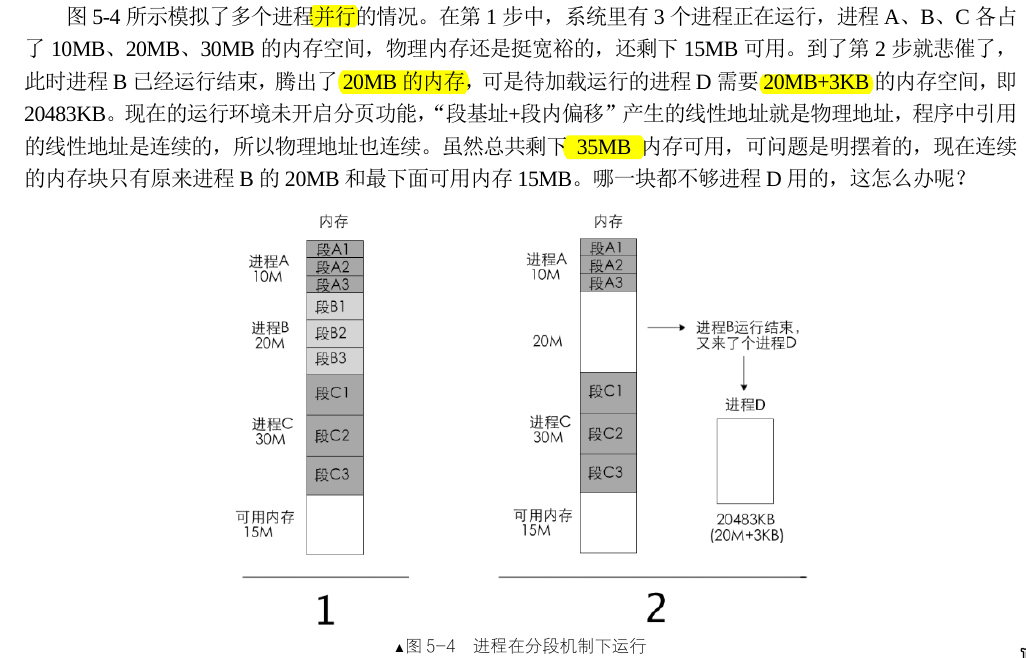 图 5-4 所示模拟了多个进程并行的情况。在第 1 步中，系统里有 3 个进程正在运行，进程 A、B、C 各占
了 10MB、20MB、30MB 的内存空间，物理内存还是挺宽裕的，还剩下 15MB 可用。到了第 2 步就悲催了，
此时进程 B 已经运行结束，腾出了 20MB 的内存，可是待加载运行的进程 D 需要 20MB+3KB 的内存空间，即
20483KB。现在的运行环境未开启分页功能，“段基址+段内偏移”产生的线性地址就是物理地址，程序中引用
的线性地址是连续的，所以物理地址也连续。虽然总共剩下 35MB 内存可用，可问题是明摆着的，现在连续
的内存块只有原来进程 B 的 20MB 和最下面可用内存 15MB。哪一块都不够进程 D 用的，这怎么办呢？
内存
进程A
10M
段A1
段A2
段A3
进程B
20M
段B1
段B2
段B3
进程C
30M
段C1
段C2
段C3
可用内存
15M
1
内存
进程A
10M
段A1
段A2
段A3
20M
进程C
30M
段C1
段C2
段C3
可用内存
15M
进程B运行结束，
又来了个进程D
进程D
20483KB
(20M+3KB)
2
▲图 5-4 进程在分段机制下运行